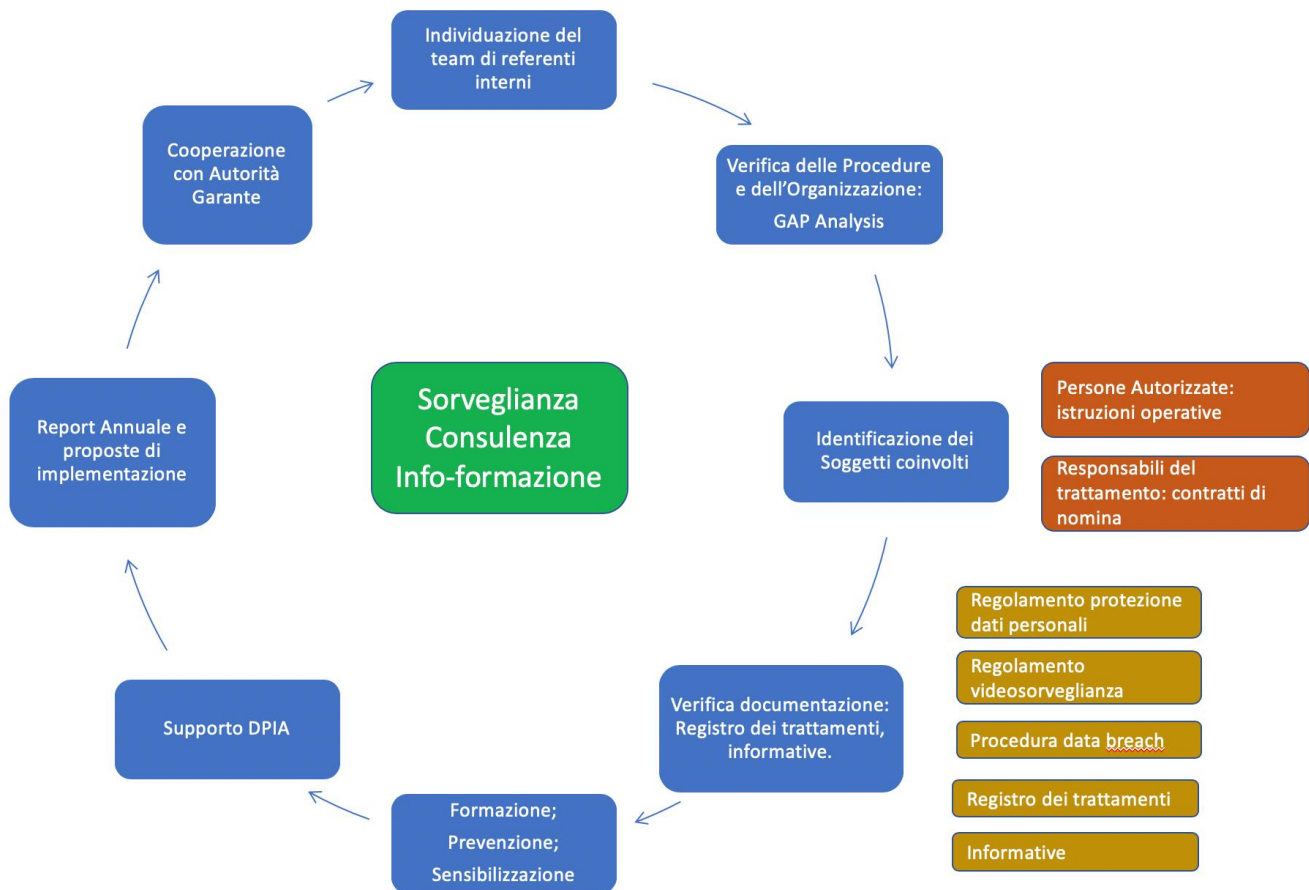 Individuazione del
team di referenti
interni
Cooperazione
con Autorità
Garante
Verifica delle Procedure
e dell'Organizzazione:
GAP Analysis
Sorveglianza
Consulenza
Info-formazione
Report Annuale e
proposte di
implementazione
Identificazione dei
Soggetti coinvolti
Persone Autorizzate:
istruzioni operative
Responsabili del
trattamento: contratti di
nomina
Supporto DPIA
Verifica documentazione:
Registro dei trattamenti,
informative.
Regolamento protezione
dati personali
Regolamento
videosorveglianza
Procedura data breach
Registro dei trattamenti
Informative
Formazione;
Prevenzione;
Sensibilizzazione